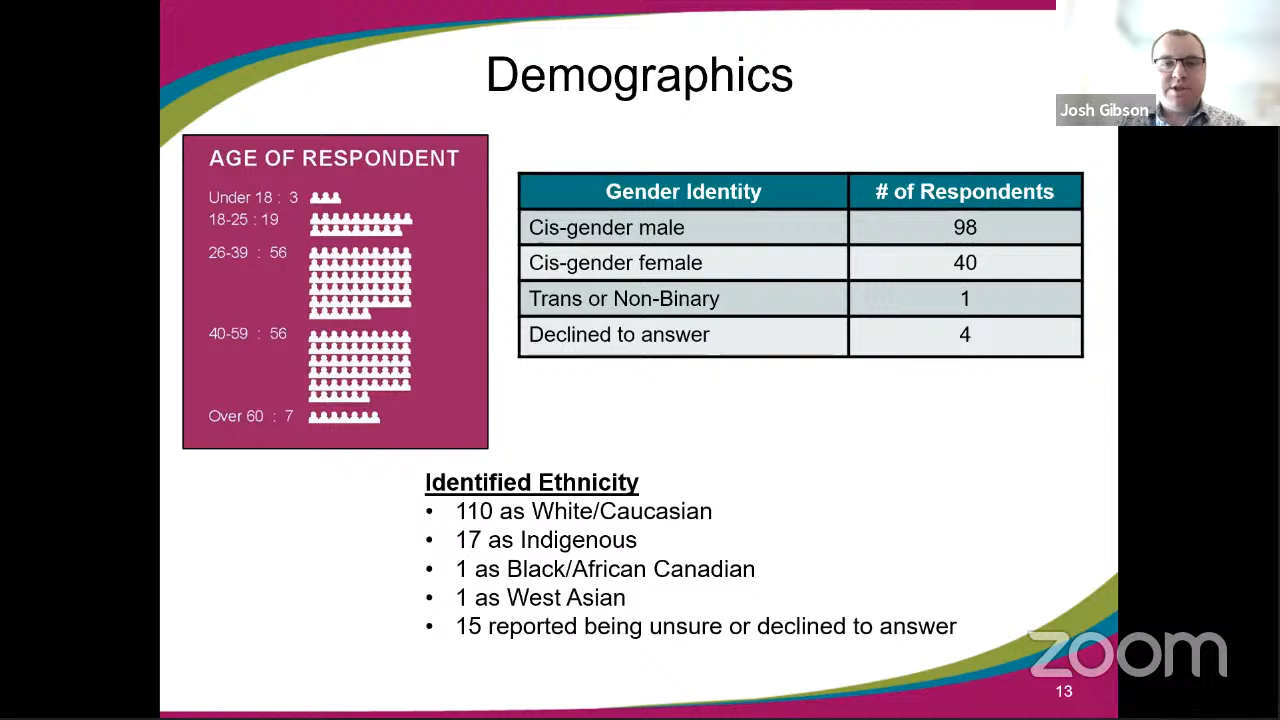 Demographics
Josh Gibson
AGE OF RESPONDENT
Under 18 : 3
18-25 : 19
26-39 : 56
40-59 : 56
Over 60 : 7
Gender Identity # of Respondents
Cis-gender male 98
Cis-gender female 40
Trans or Non-Binary 1
Declined to answer 4
Identified Ethnicity
• 110 as White/Caucasian
• 17 as Indigenous
• 1 as Black/African Canadian
• 1 as West Asian
• 15 reported being unsure or declined to answer
zoom
13